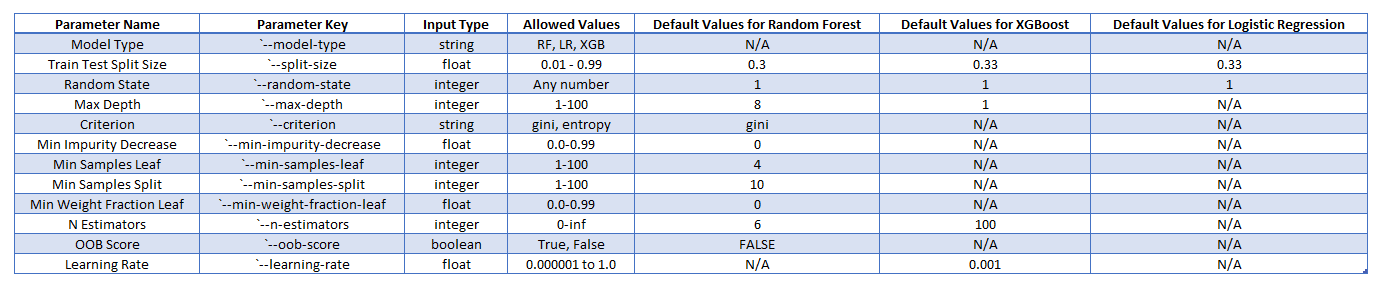 Parameter Name Parameter Key Input Type Allowed Values Default Values for Random Forest Default Values for XGBoost Default Values for Logistic Regression
Model Type `--model-type string RF, LR, XGB N/A N/A N/A
Train Test Split Size `--split-size float 0.01 - 0.99 0.3 0.33 0.33
Random State `--random-state integer Any number 1 1 1
Max Depth `--max-depth integer 1-100 8 1 N/A
Criterion `--criterion string gini, entropy gini N/A N/A
Min Impurity Decrease `--min-impurity-decrease float 0.0-0.99 0 N/A N/A
Min Samples Leaf `--min-samples-leaf integer 1-100 4 N/A N/A
Min Samples Split `--min-samples-split integer 1-100 10 N/A N/A
Min Weight Fraction Leaf `--min-weight-fraction-leaf float 0.0-0.99 0 N/A N/A
N Estimators `--n-estimators integer 0-inf 6 100 N/A
OOB Score `--oob-score boolean True, False FALSE N/A N/A
Learning Rate `--learning-rate float 0.000001 to 1.0 N/A 0.001 N/A